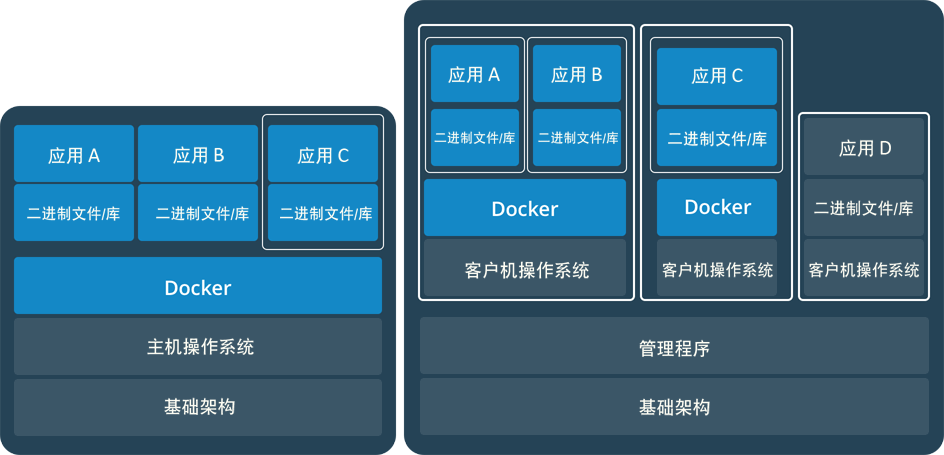 应用 A
应用 B
应用 C
二进制文件/库
二进制文件/库
二进制文件/库
Docker
主机操作系统
基础架构
应用 A
应用 B
二进制文件/库
二进制文件/库
Docker
客户机操作系统
应用 C
二进制文件/库
Docker
客户机操作系统
应用 D
二进制文件/库
客户机操作系统
管理程序
基础架构